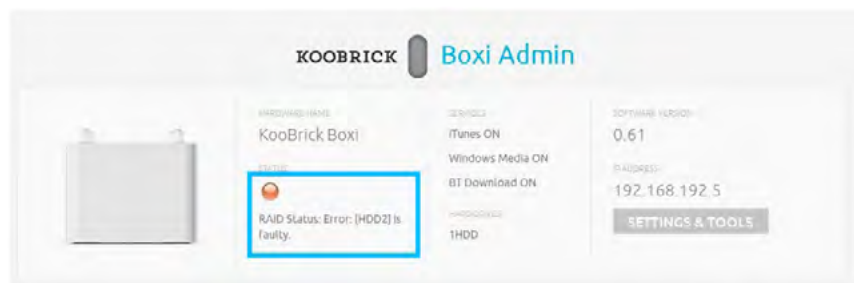 KOOBRICK Boxi Admin
HARDWARE NAME
KooBrick Boxi
STATUS
RAID Status: Error: [HDD2] is
faulty.
SERVICES
iTunes ON
Windows Media ON
BT Download ON
1HDD
SOFTWARE VERSION
0.61
IP ADDRESS
192.168.192.5
SETTINGS & TOOLS